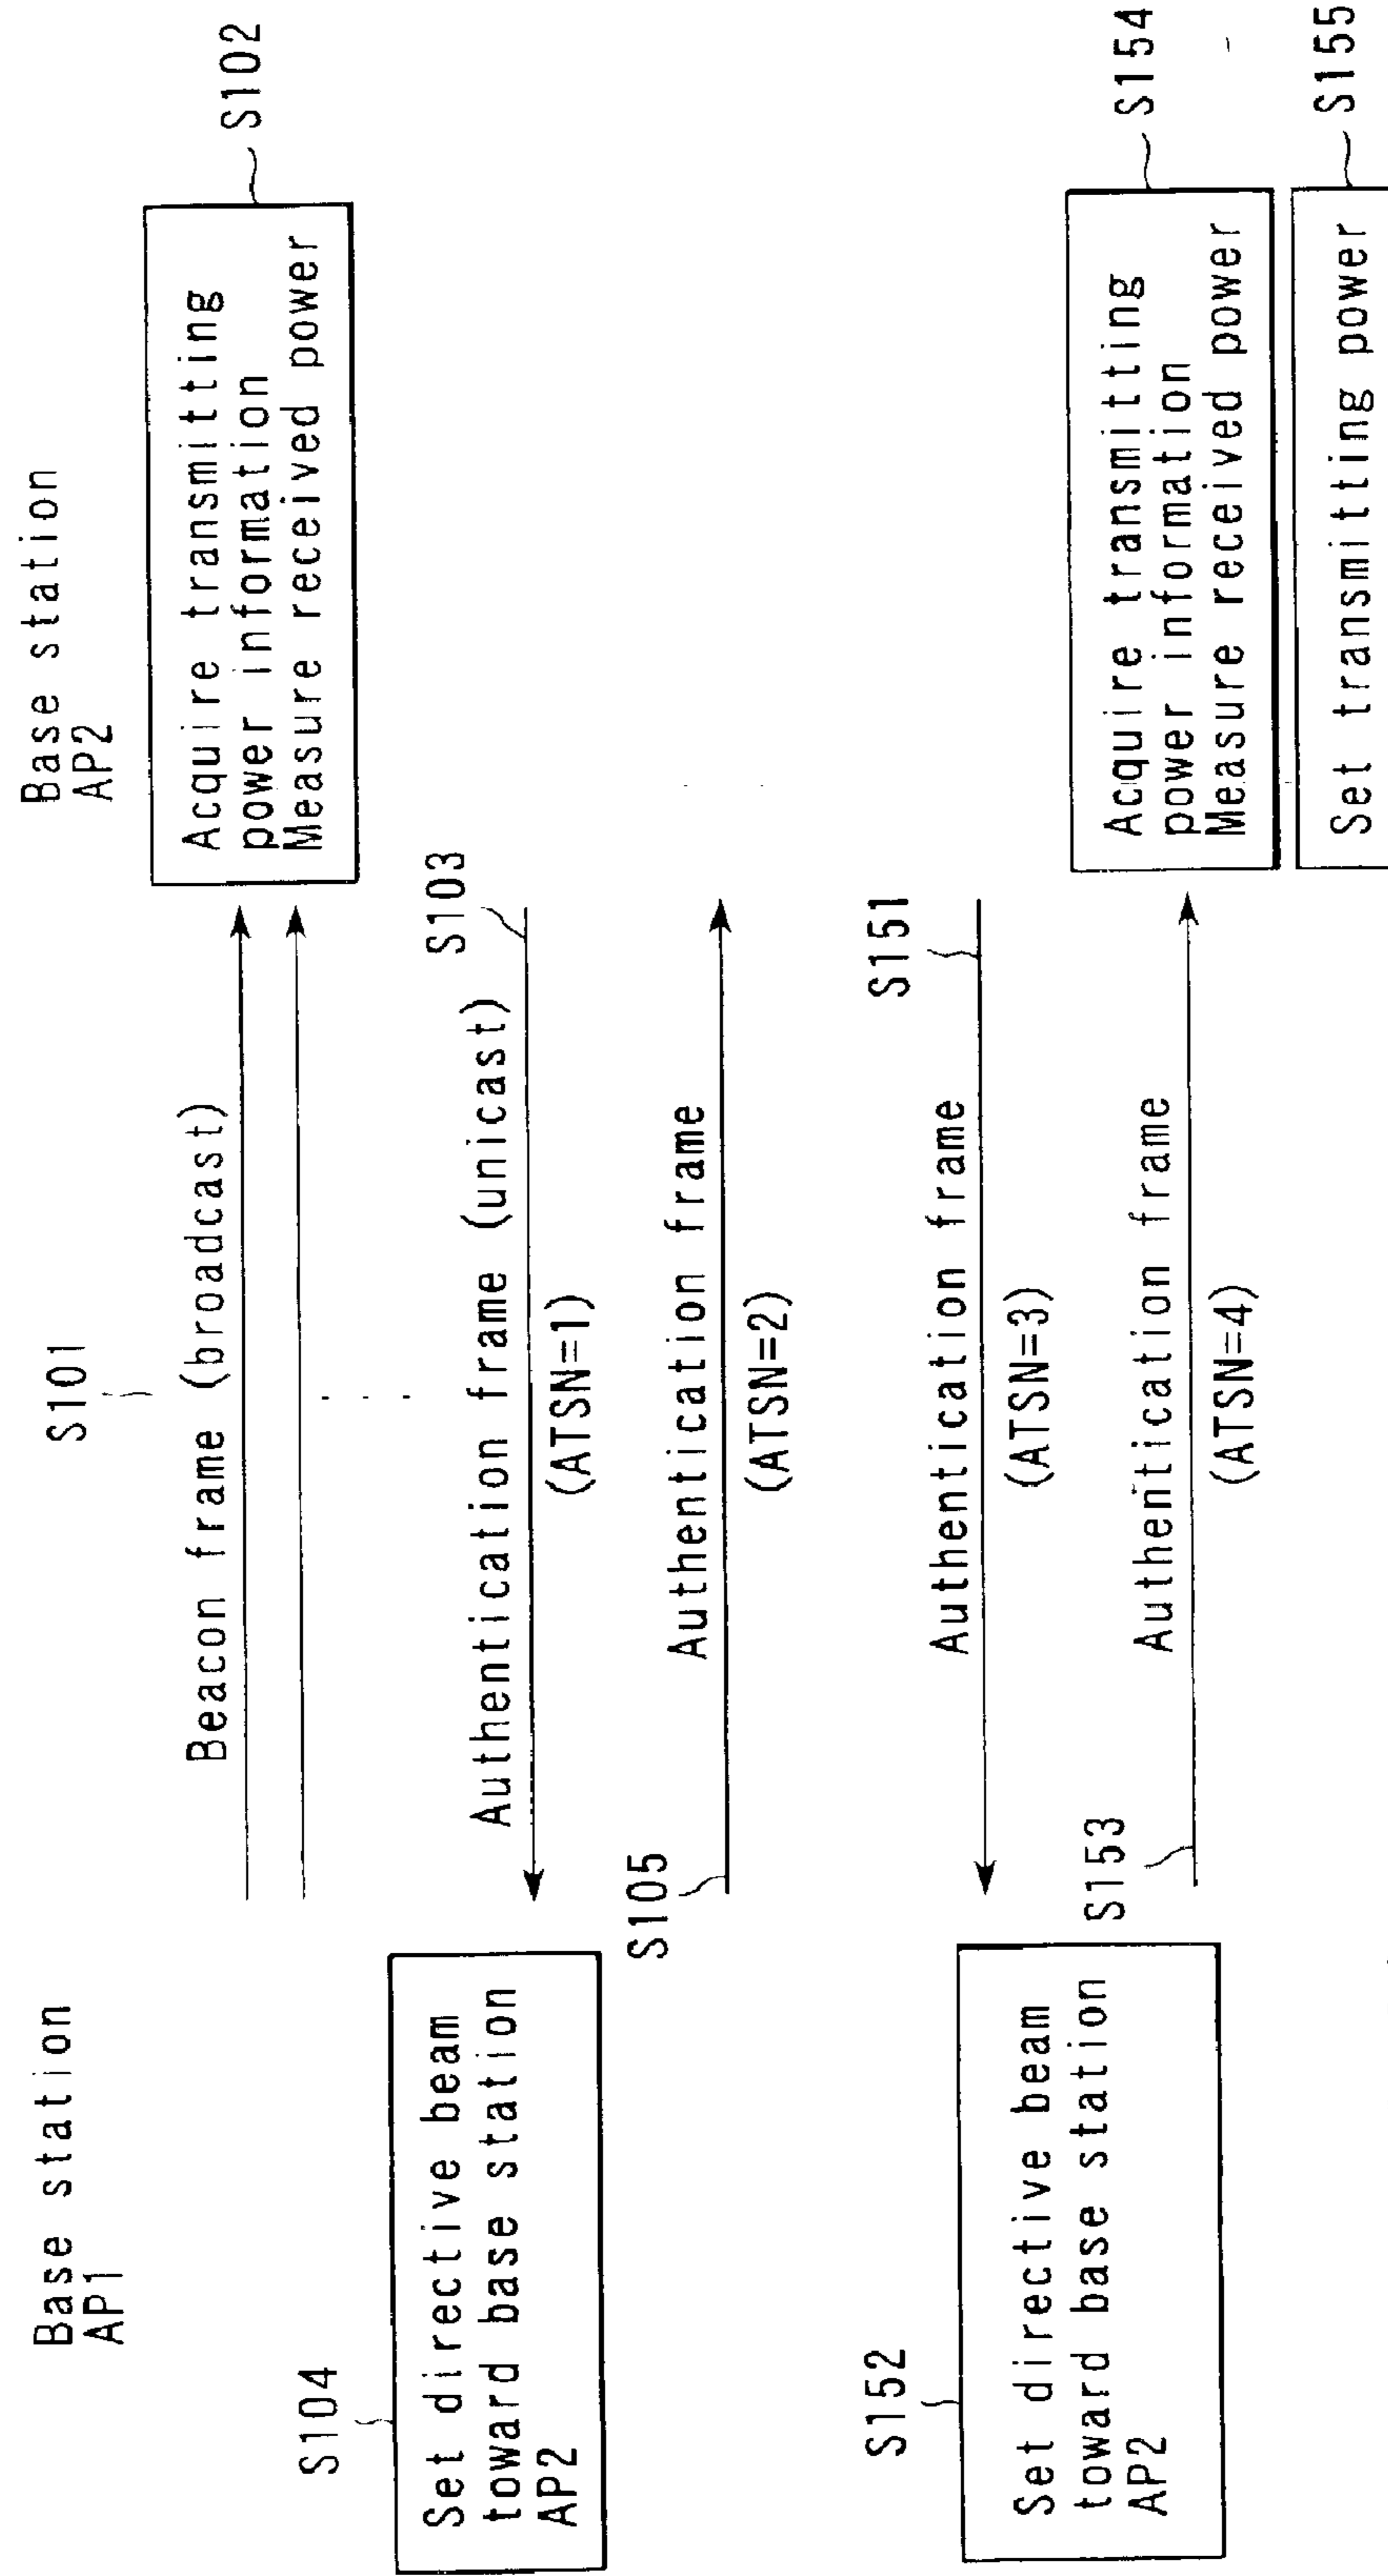 Base station
AP1
Base station
AP2
S101
Beacon frame (broadcast)
S102
Acquire transmitting
power information
Measure received power
S103
Authentication frame (unicast)
(ATSN=1)
S104
Set directive beam
toward base station
AP2
S105
Authentication frame
(ATSN=2)
S151
Authentication frame
(ATSN=3)
S152
Set directive beam
toward base station
AP2
S153
Authentication frame
(ATSN=4)
S154
Acquire transmitting
power information
Measure received power
S155
Set transmitting power